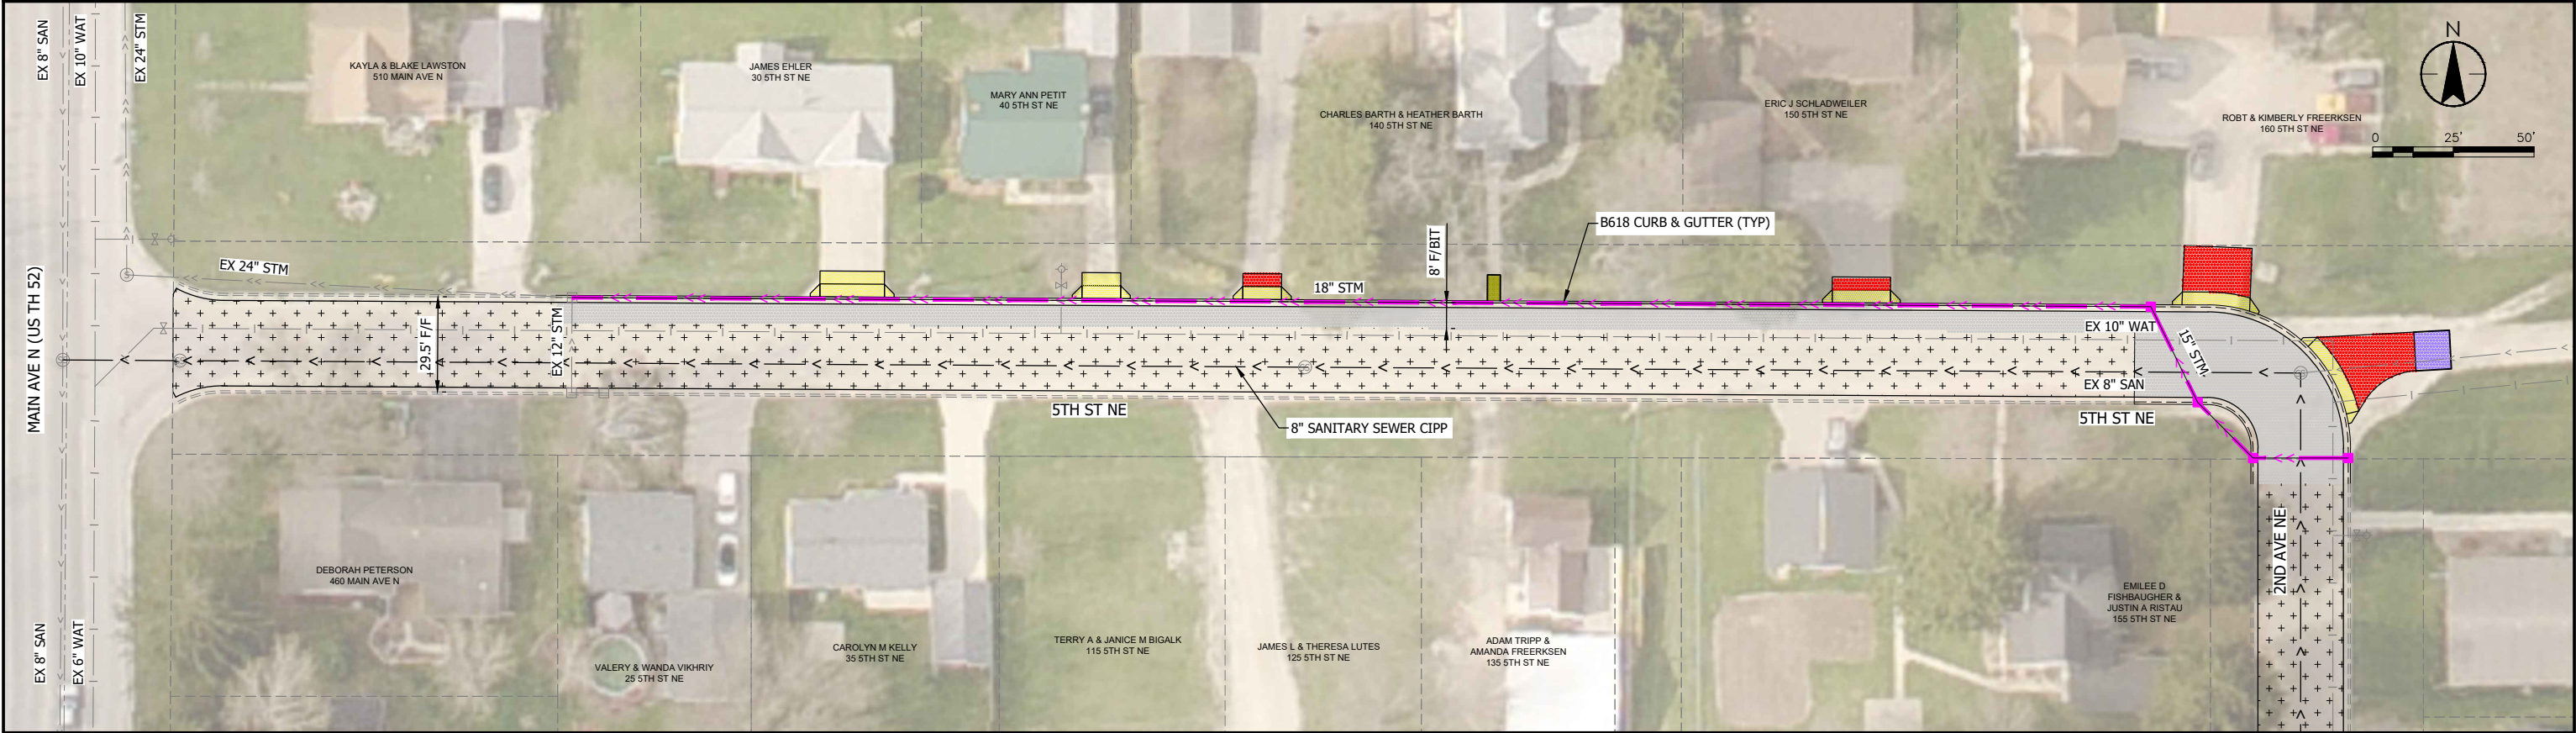 EX 8" SAN
EX 10" WAT
EX 24" STM
KAYLA & BLAKE LAWSTON
510 MAIN AVE N
JAMES EHLER
30 5TH ST NE
MARY ANN PETIT
40 5TH ST NE
CHARLES BARTH & HEATHER BARTH
140 5TH ST NE
ERIC J SCHLADWEILER
150 5TH ST NE
ROBT & KIMBERLY FREERKSEN
160 5TH ST NE
N
0 25' 50'
B618 CURB & GUTTER (TYP)
8' F/BIT
EX 24" STM
18" STM
MAIN AVE N (US TH 52)
29.5' F/F
EX 12" STM
EX 10" WAT
15" STM
EX 8" SAN
5TH ST NE
5TH ST NE
8" SANITARY SEWER CIPP
2ND AVE NE
S
EX 8" SAN
EX 6" WAT
DEBORAH PETERSON
460 MAIN AVE N
VALERY & WANDA VIKHRIY
25 5TH ST NE
CAROLYN M KELLY
35 5TH ST NE
TERRY A & JANICE M BIGALK
115 5TH ST NE
JAMES L & THERESA LUTES
125 5TH ST NE
ADAM TRIPP &
AMANDA FREERKSEN
135 5TH ST NE
EMILEE D
FISHBAUGHER &
JUSTIN A RISTAU
155 5TH ST NE